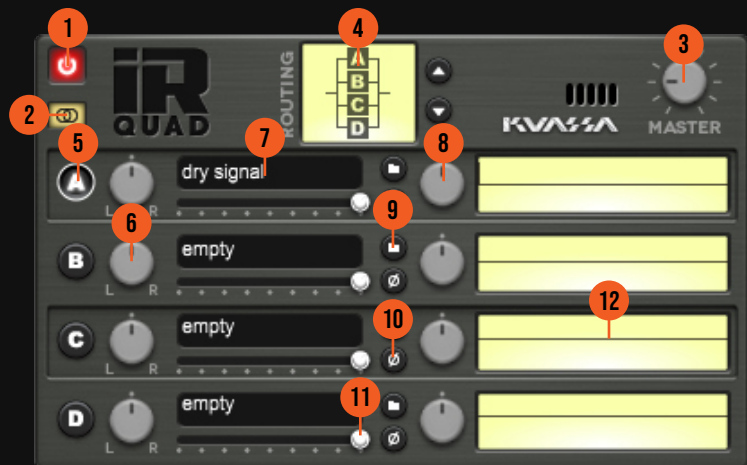 1
2
3
4
5
6
7
8
9
10
11
12
iR
QUAD
ROUTING
A
B
C
D
KVASSA
MASTER
A
L R
dry signal
B
L R
empty
C
L R
empty
D
L R
empty